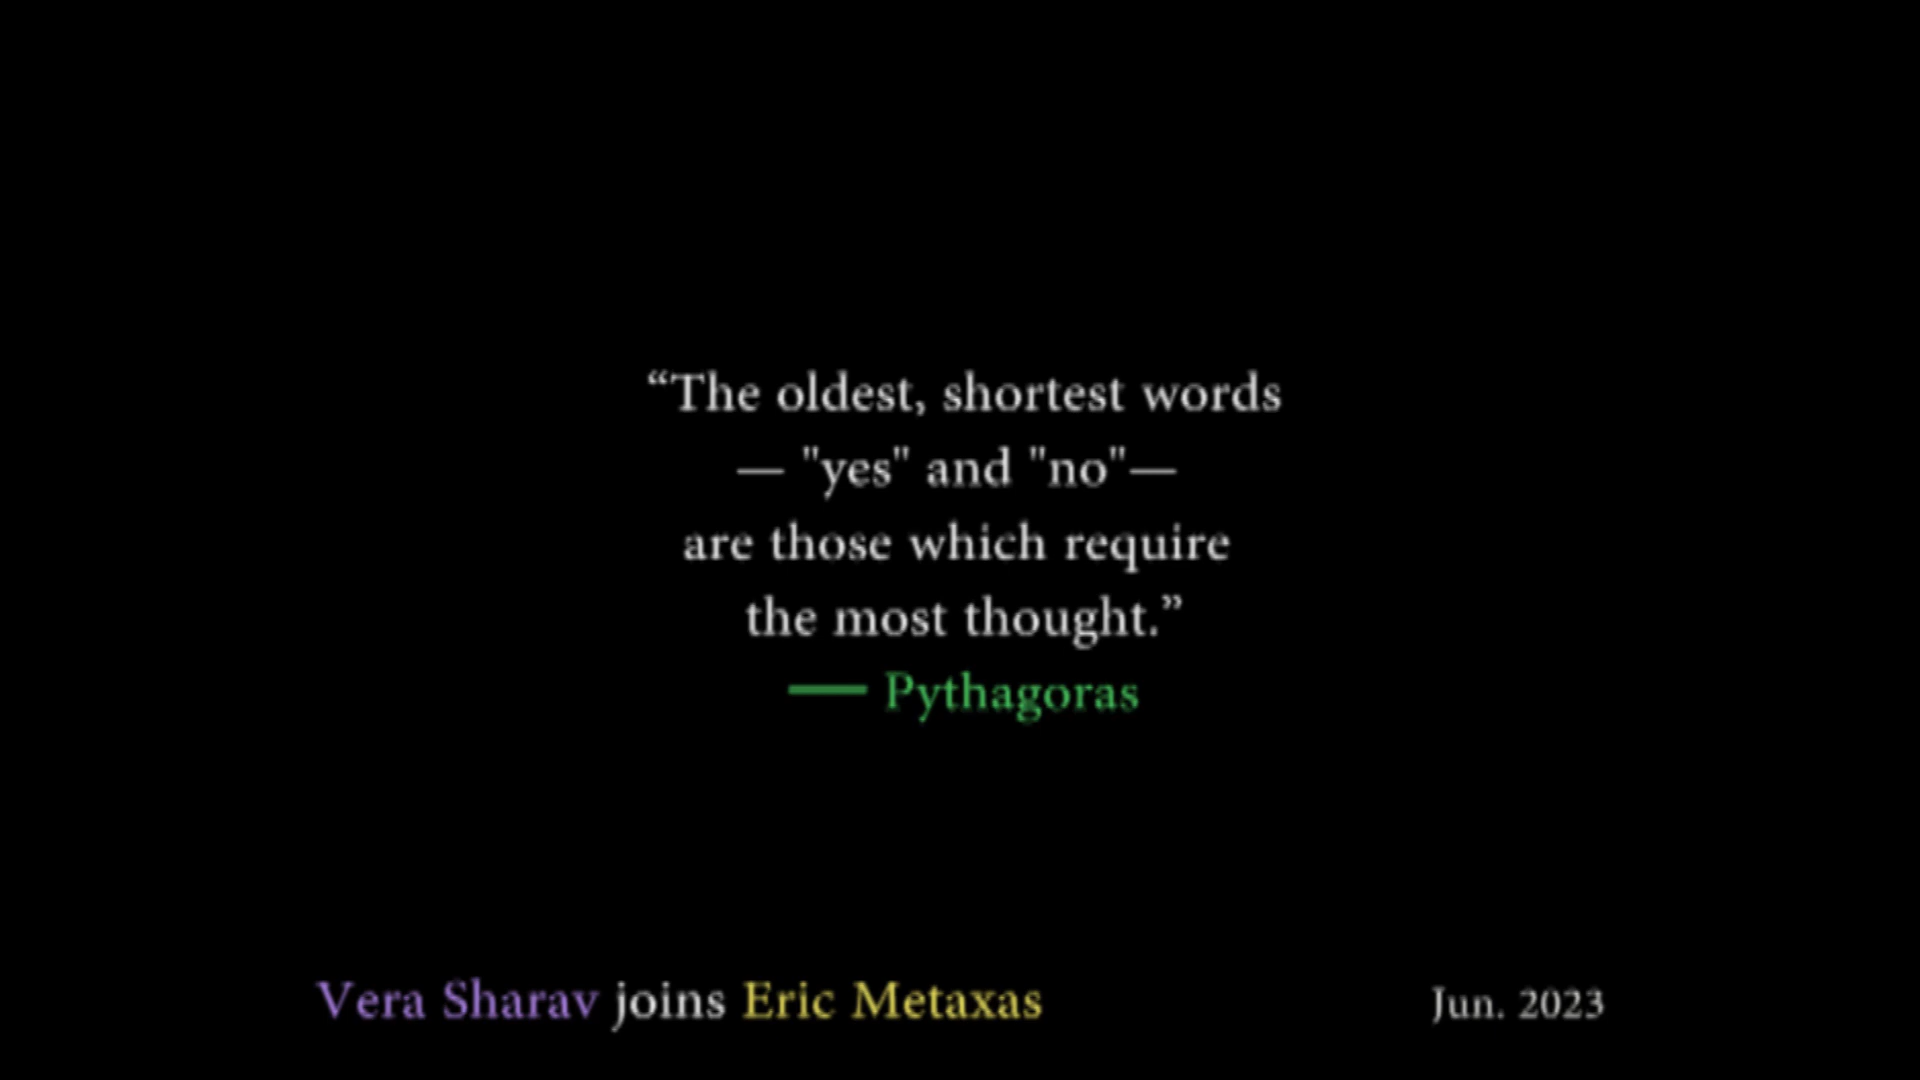 “The oldest, shortest words
— "yes" and "no"—
are those which require
the most thought.”
— Pythagoras
Vera Sharav joins Eric Metaxas
Jun. 2023